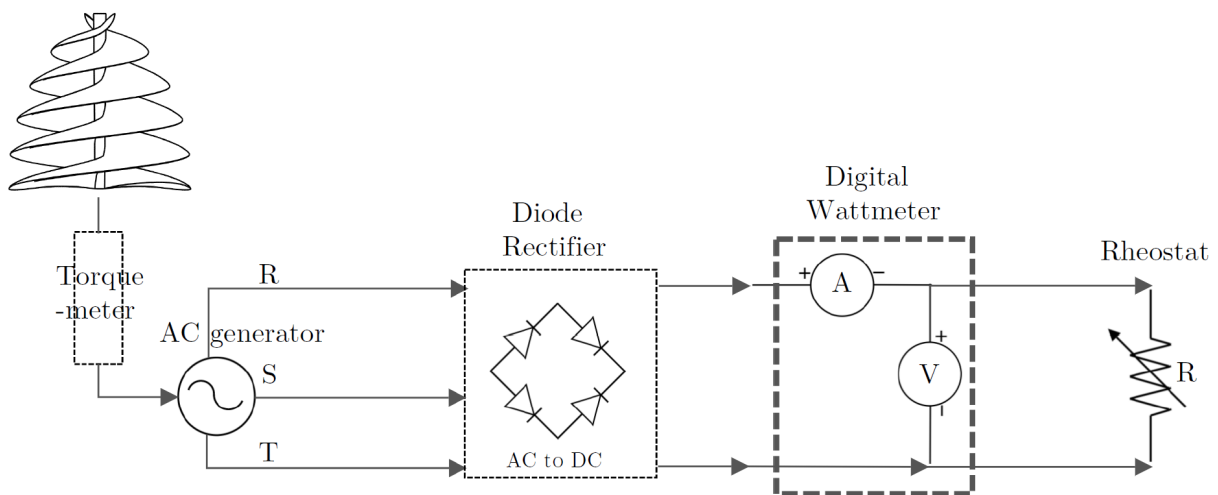 Digital
Wattmeter
Diode
Rectifier
Rheostat
Torque
-meter
R
AC generator
S
T
AC to DC
+
A
−
+
V
−
R